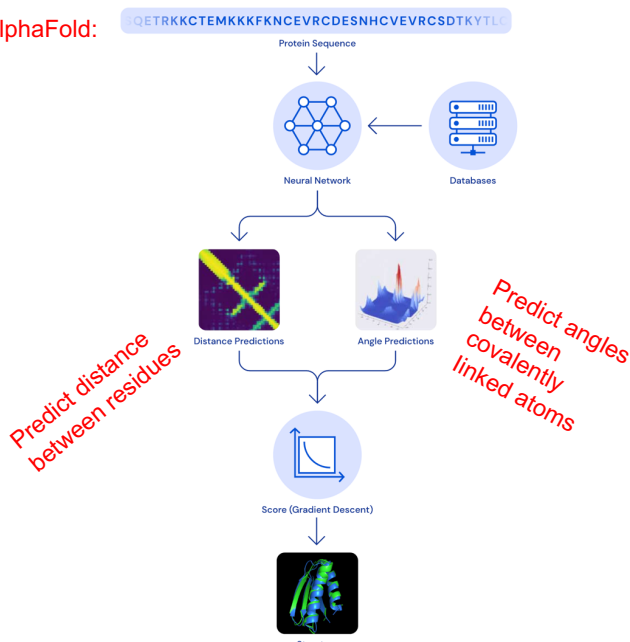 lphaFold:
SQETRKKCTEMKKKFKNCEVRCDESNHCVEVRCSDTKYTLC
Protein Sequence
Neural Network
Databases
Distance Predictions
Angle Predictions
Predict distance
between residues
Predict angles
between
covalently
linked atoms
Score (Gradient Descent)